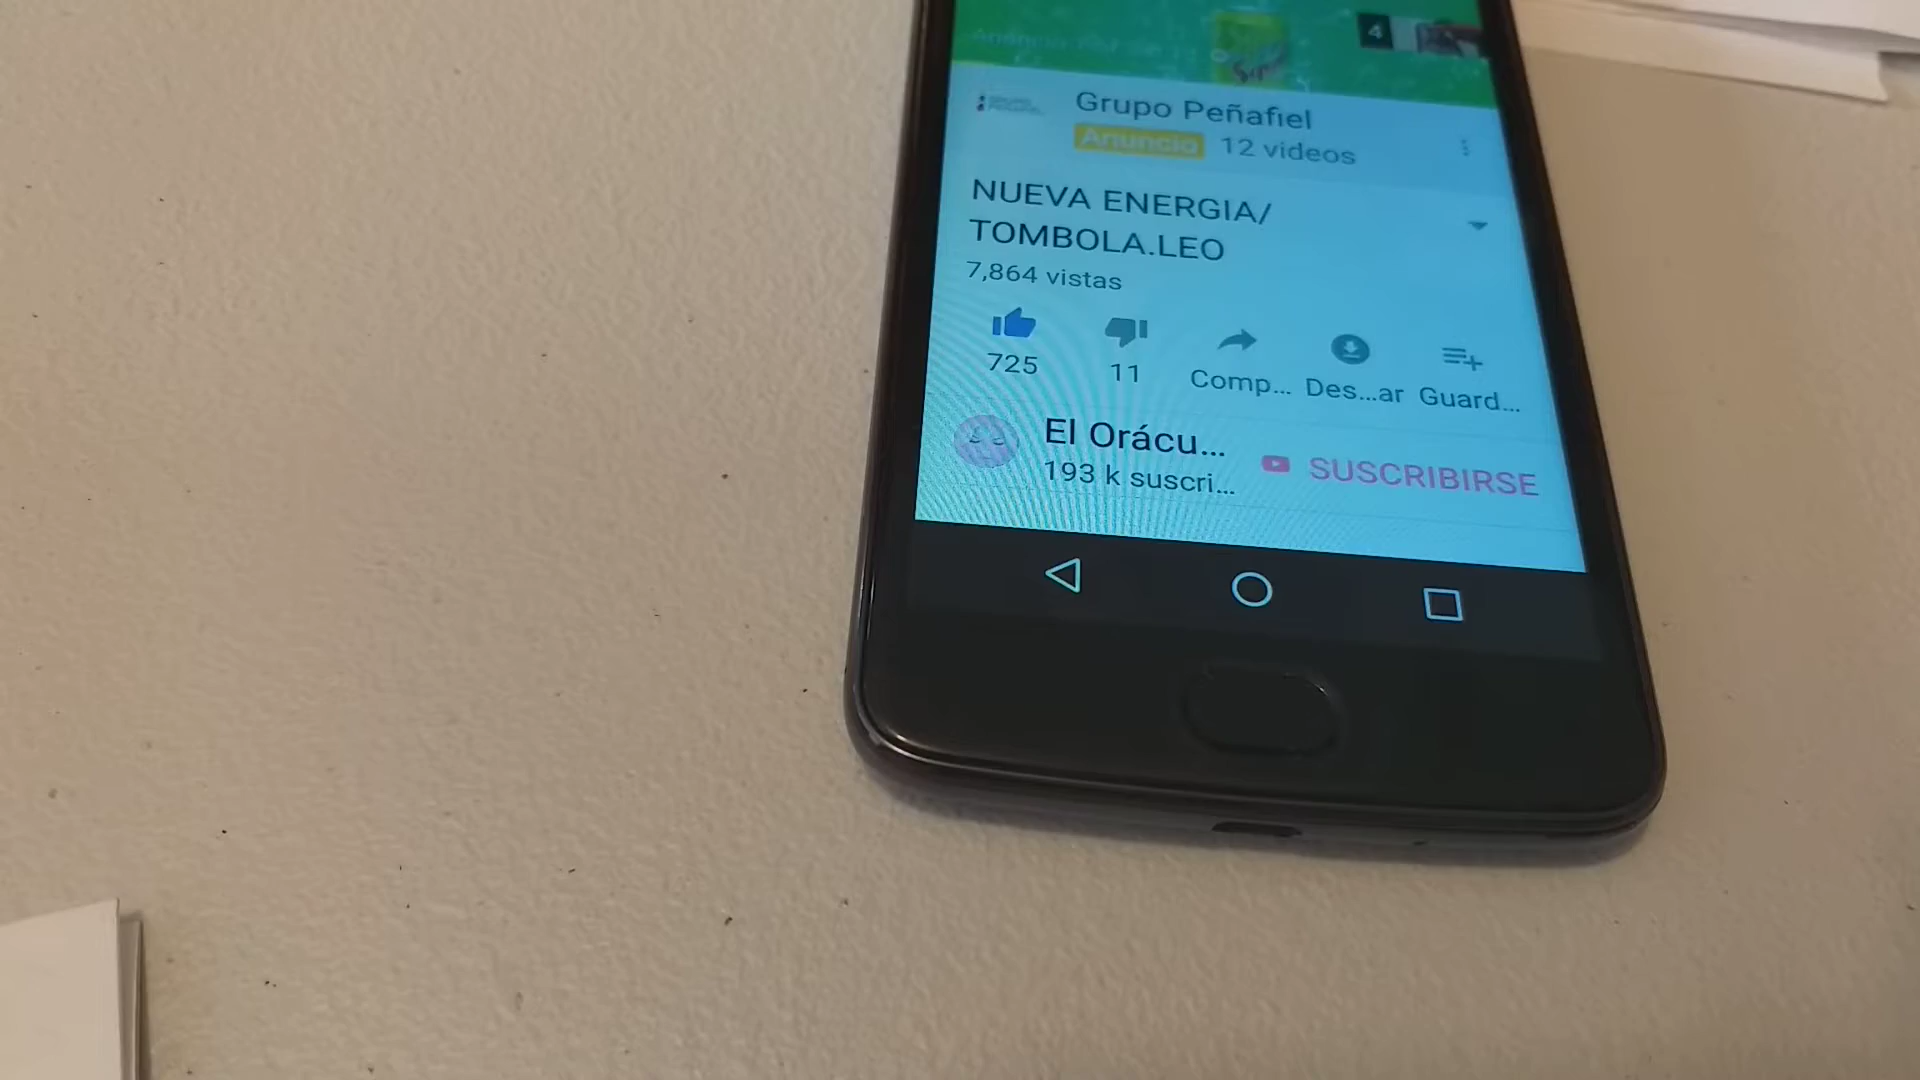 4
Grupo Peñafiel
Anuncio 12 videos
NUEVA ENERGIA/
TOMBOLA.LEO
7,864 vistas
725 11 Comp... Des...ar Guard...
El Orácu...
193 k suscri...
SUSCRIBIRSE